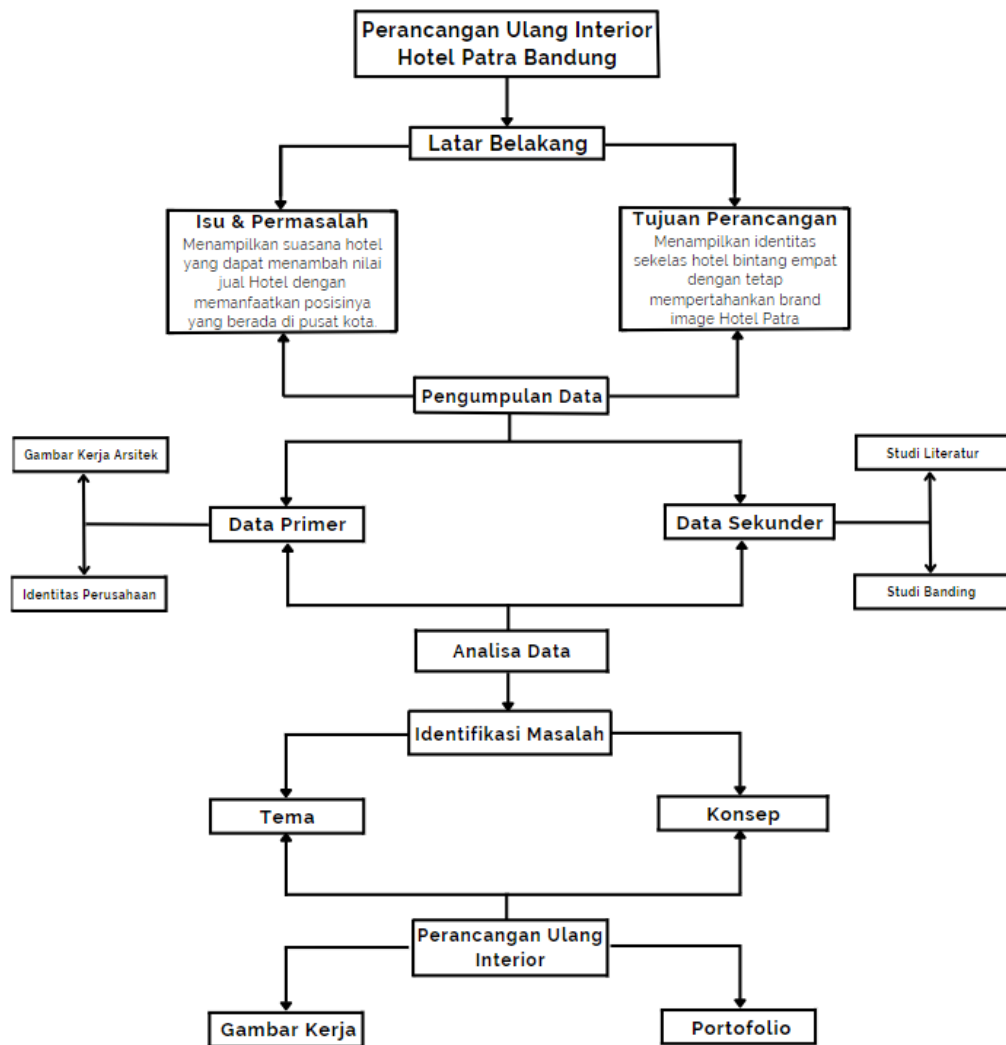 Perancangan Ulang Interior
Hotel Patra Bandung
Latar Belakang
Isu & Permasalah
Menampilkan suasana hotel
yang dapat menambah nilai
jual Hotel dengan
memanfaatkan posisinya
yang berada di pusat kota.
Tujuan Perancangan
Menampilkan identitas
sekelas hotel bintang empat
dengan tetap
mempertahankan brand
image Hotel Patra
Pengumpulan Data
Gambar Kerja Arsitek
Studi Literatur
Data Primer
Data Sekunder
Identitas Perusahaan
Studi Banding
Analisa Data
Identifikasi Masalah
Tema
Konsep
Perancangan Ulang
Interior
Gambar Kerja
Portofolio